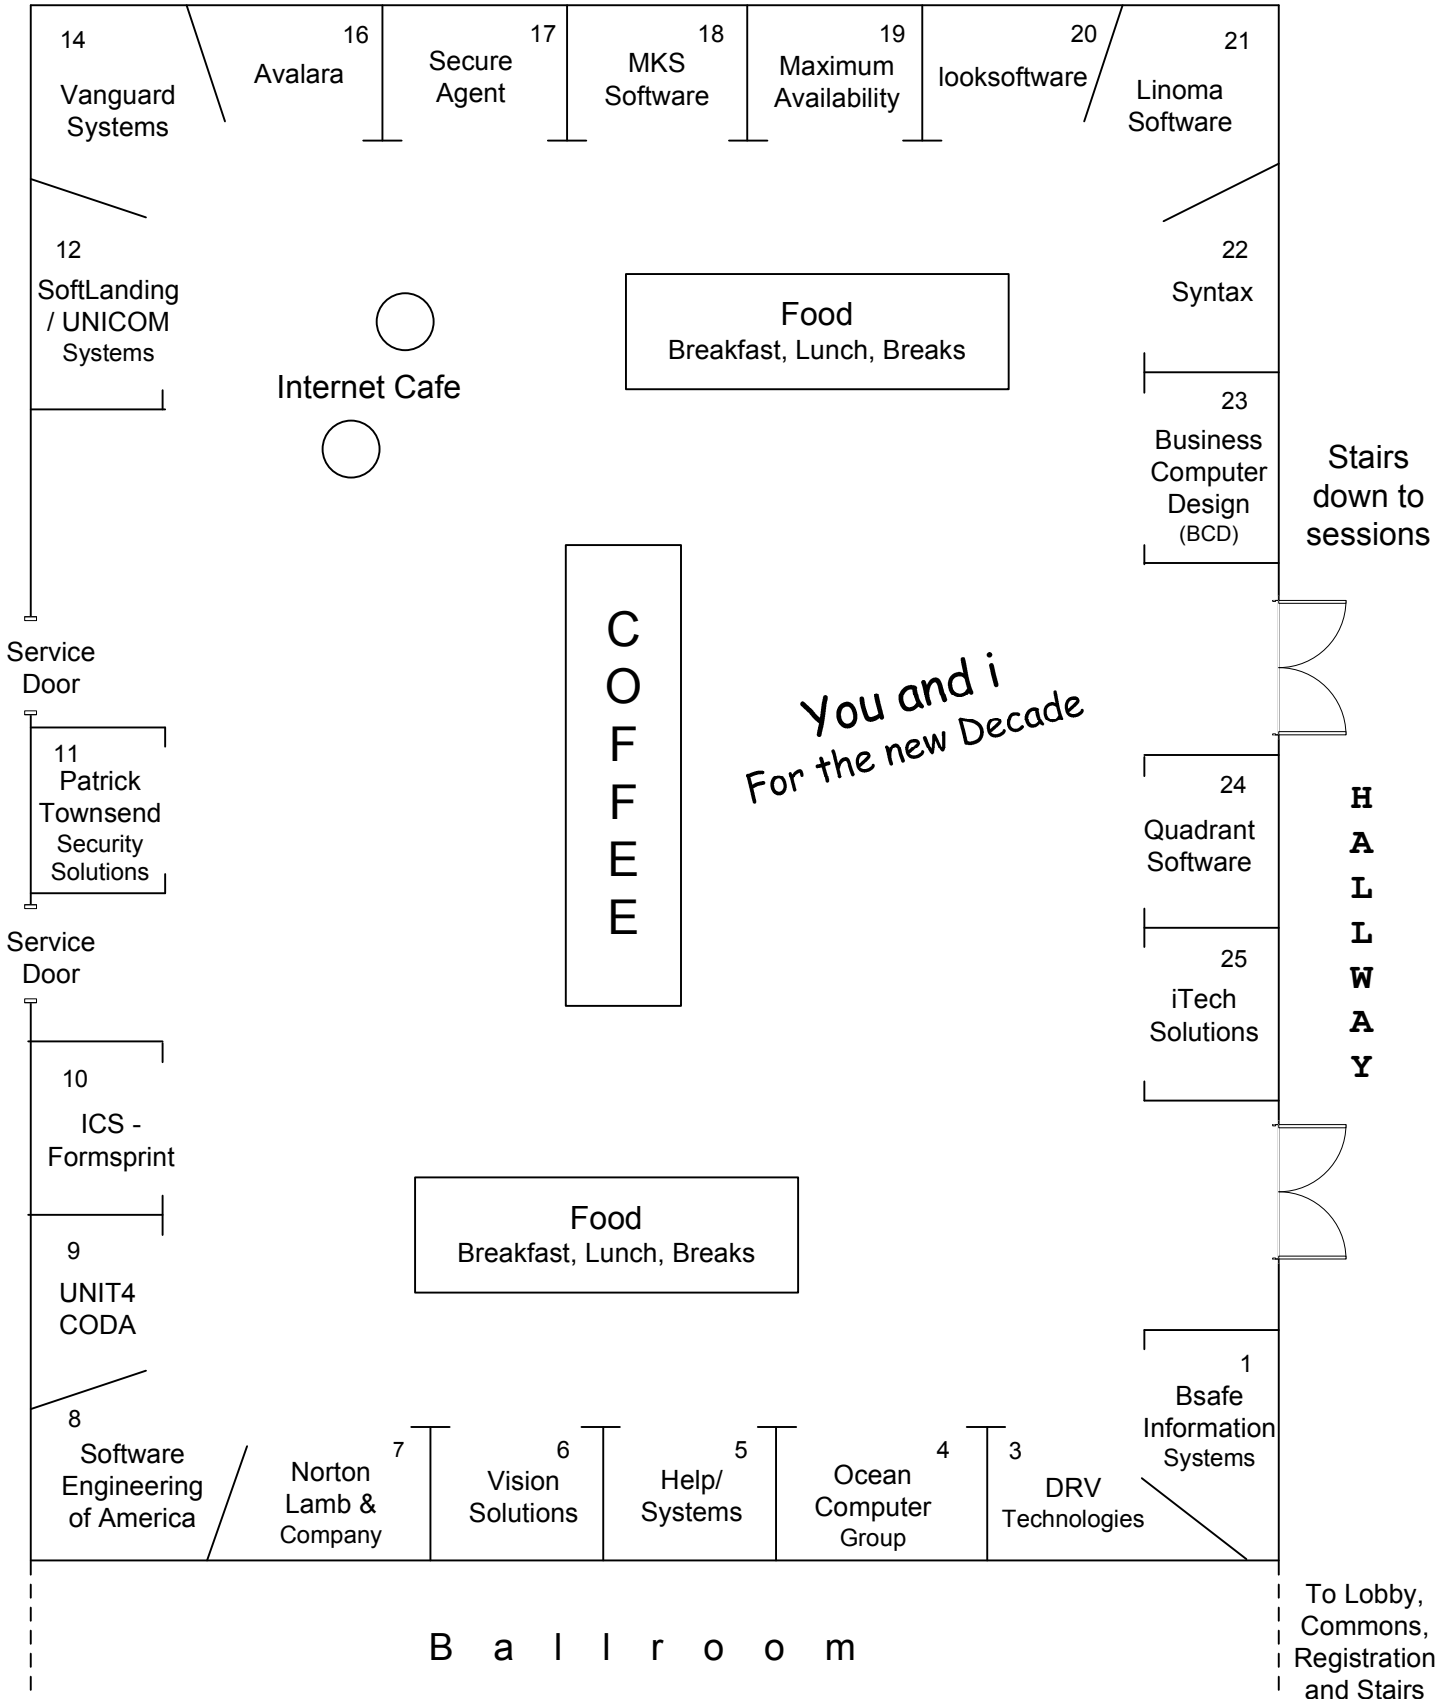 14
Vanguard
Systems
16
Avalara
17
Secure
Agent
18
MKS
Software
19
Maximum
Availability
20
looksoftware
21
Linoma
Software
12
SoftLanding
/ UNICOM
Systems
Internet Cafe
Food
Breakfast, Lunch, Breaks
22
Syntax
23
Business
Computer
Design
(BCD)
Stairs
down to
sessions
Service
Door
11
Patrick
Townsend
Security
Solutions
Service
Door
C
O
F
F
E
E
You and i
For the new Decade
24
Quadrant
Software
25
iTech
Solutions
H
A
L
L
W
A
Y
10
ICS -
Formsprint
9
UNIT4
CODA
Food
Breakfast, Lunch, Breaks
1
Bsafe
Information
Systems
8
Software
Engineering
of America
7
Norton
Lamb &
Company
6
Vision
Solutions
5
Help/
Systems
4
Ocean
Computer
Group
3
DRV
Technologies
B a l l r o o m
To Lobby,
Commons,
Registration
and Stairs